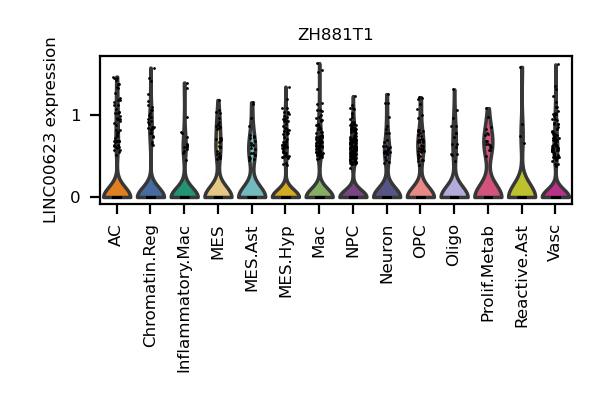 ZH881T1
LINC00623 expression
1
0
AC
Chromatin.Reg
Inflammatory.Mac
MES
MES.Ast
MES.Hyp
Mac
NPC
Neuron
OPC
Oligo
Prolif.Metab
Reactive.Ast
Vasc